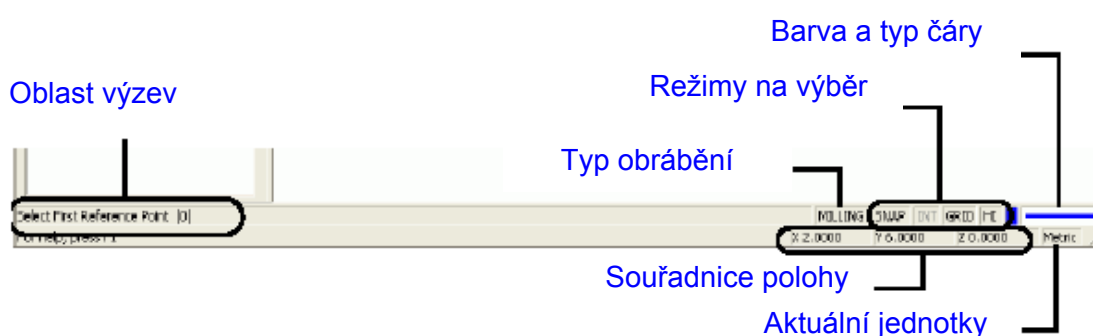 Barva a typ čáry
Režimy na výběr
Oblast výzev
Typ obrábění
Select First Reference Point [0]
MILLING SNAP INT GRID
For help, press F1
X 2.0000 Y 6.0000 Z 0.0000 Metric
Souřadnice polohy
Aktuální jednotky